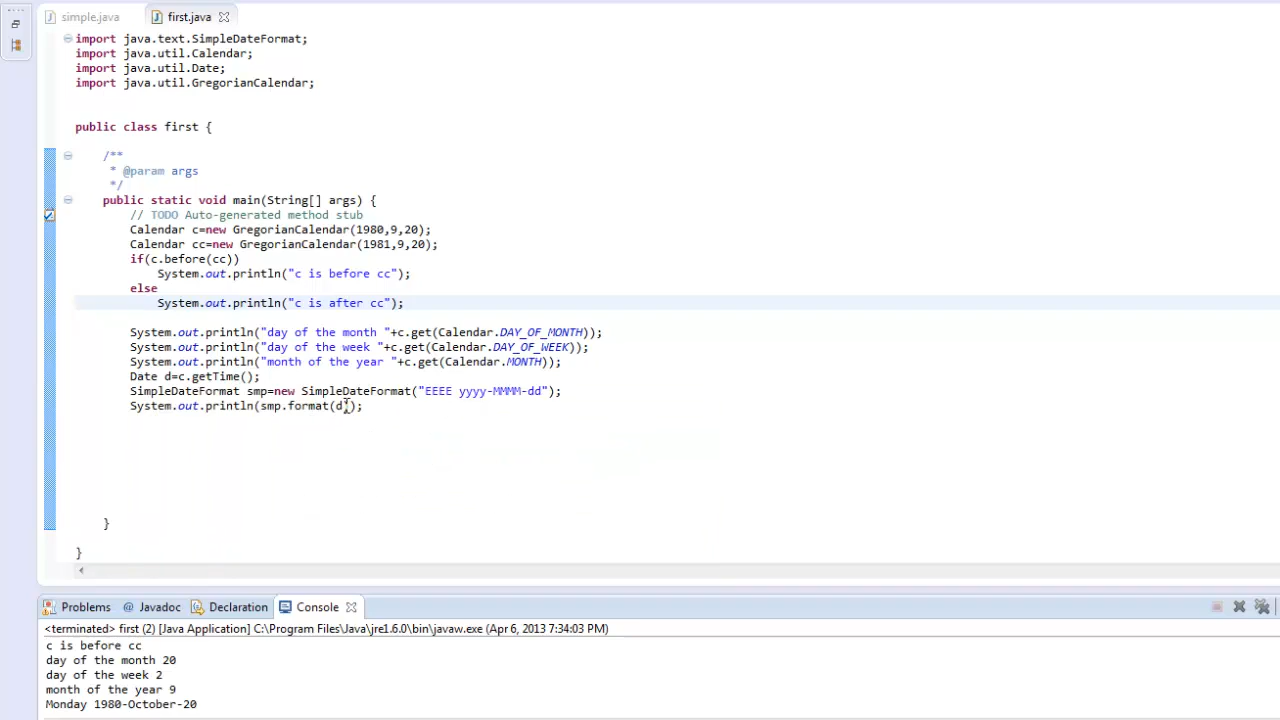 simple.java first.java
import java.text.SimpleDateFormat;
import java.util.Calendar;
import java.util.Date;
import java.util.GregorianCalendar;
public class first {
/**
* @param args
*/
public static void main(String[] args) {
// TODO Auto-generated method stub
Calendar c=new GregorianCalendar(1980,9,20);
Calendar cc=new GregorianCalendar(1981,9,20);
if(c.before(cc))
System.out.println("c is before cc");
else
System.out.println("c is after cc");
System.out.println("day of the month "+c.get(Calendar.DAY_OF_MONTH));
System.out.println("day of the week "+c.get(Calendar.DAY_OF_WEEK));
System.out.println("month of the year "+c.get(Calendar.MONTH));
Date d=c.getTime();
SimpleDateFormat smp=new SimpleDateFormat("EEEE yyyy-MMMM-dd");
System.out.println(smp.format(d));
}
}
Problems @ Javadoc Declaration Console
<terminated> first (2) [Java Application] C:\Program Files\Java\jre1.6.0\bin\javaw.exe (Apr 6, 2013 7:34:03 PM)
c is before cc
day of the month 20
day of the week 2
month of the year 9
Monday 1980-October-20